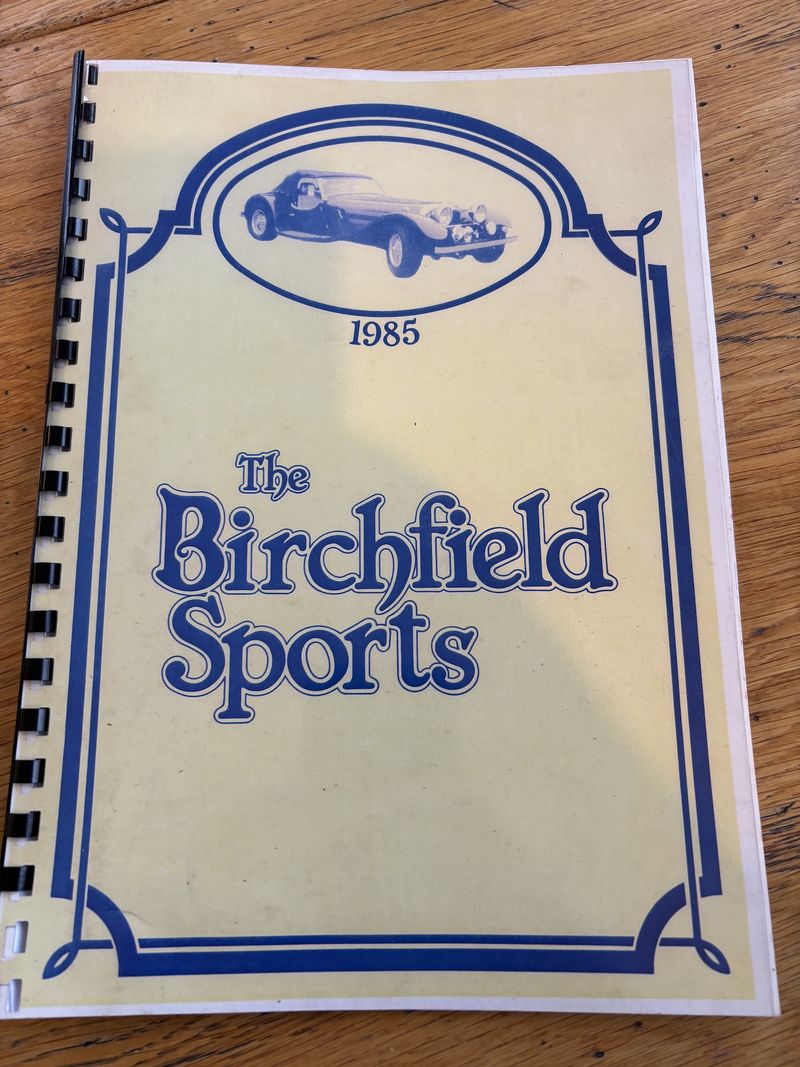 1985
The
Birchfield
Sports